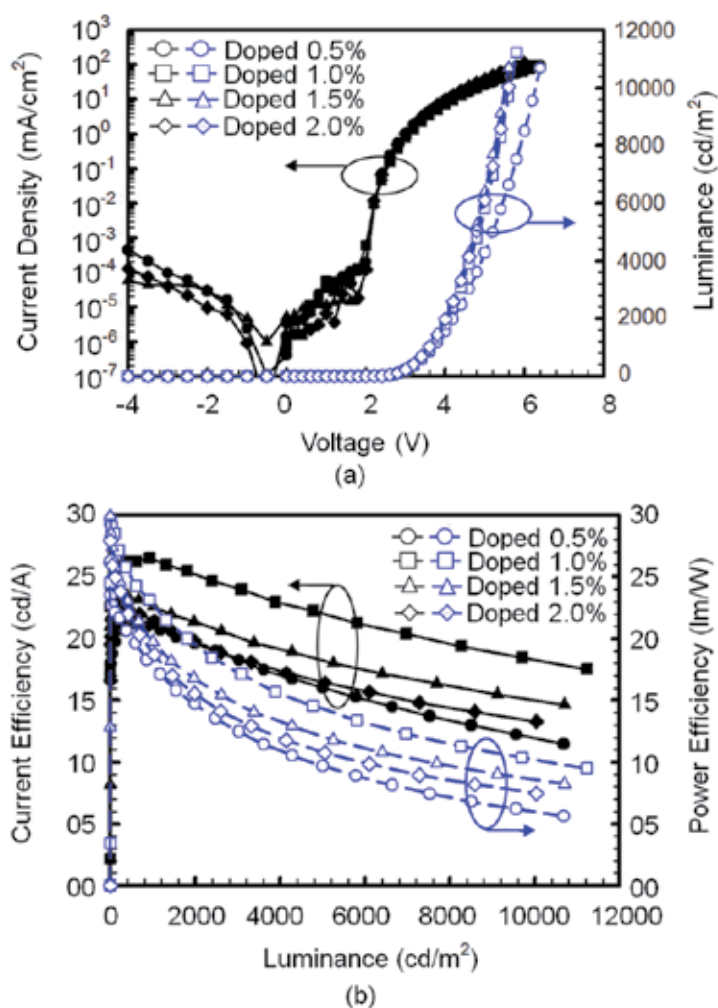 10³ 12000
10² Doped 0.5%
10¹ Doped 1.0% 10000
10⁰ Doped 1.5%
10⁻¹ Doped 2.0% 8000
10⁻² 6000
10⁻³ 4000
10⁻⁴
10⁻⁵ 2000
10⁻⁶
10⁻⁷ 0
Current Density (mA/cm²)
Luminance (cd/m²)
-4 -2 0 2 4 6 8
Voltage (V)
(a)
30 30
Doped 0.5%
25 Doped 1.0% 25
Doped 1.5%
20 Doped 2.0% 20
15 15
10 10
05 05
00 00
Current Efficiency (cd/A)
Power Efficiency (lm/W)
0 2000 4000 6000 8000 10000 12000
Luminance (cd/m²)
(b)